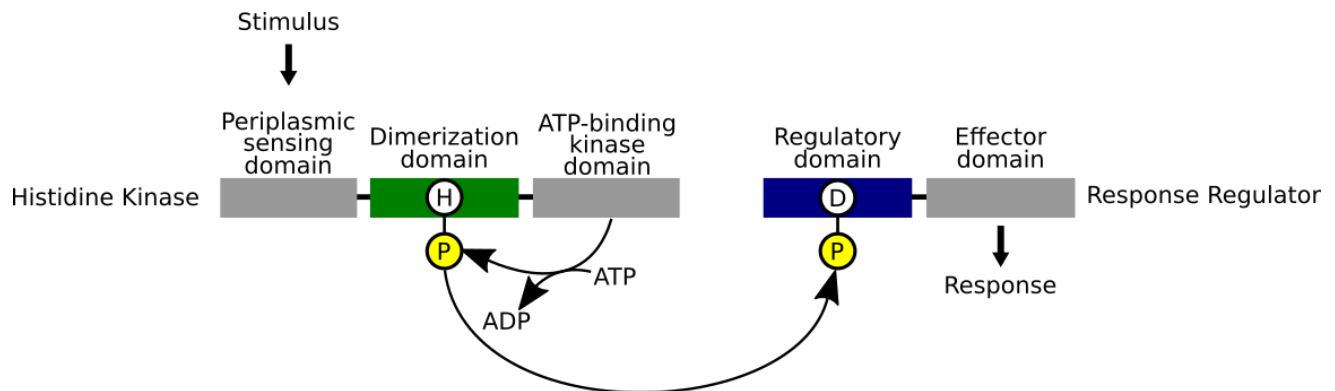 Stimulus
Periplasmic
sensing
domain
Dimerization
domain
ATP-binding
kinase
domain
Regulatory
domain
Effector
domain
Histidine Kinase
H
D
Response Regulator
P
P
ATP
ADP
Response